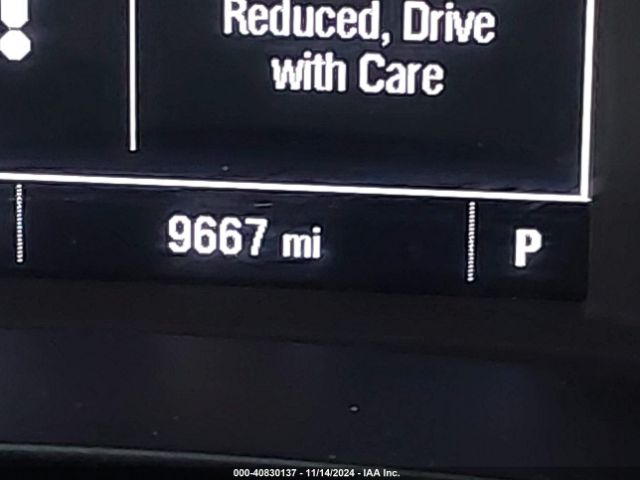 Reduced, Drive
with Care
9667 mi
P
000-40830137 - 11/14/2024 - IAA Inc.